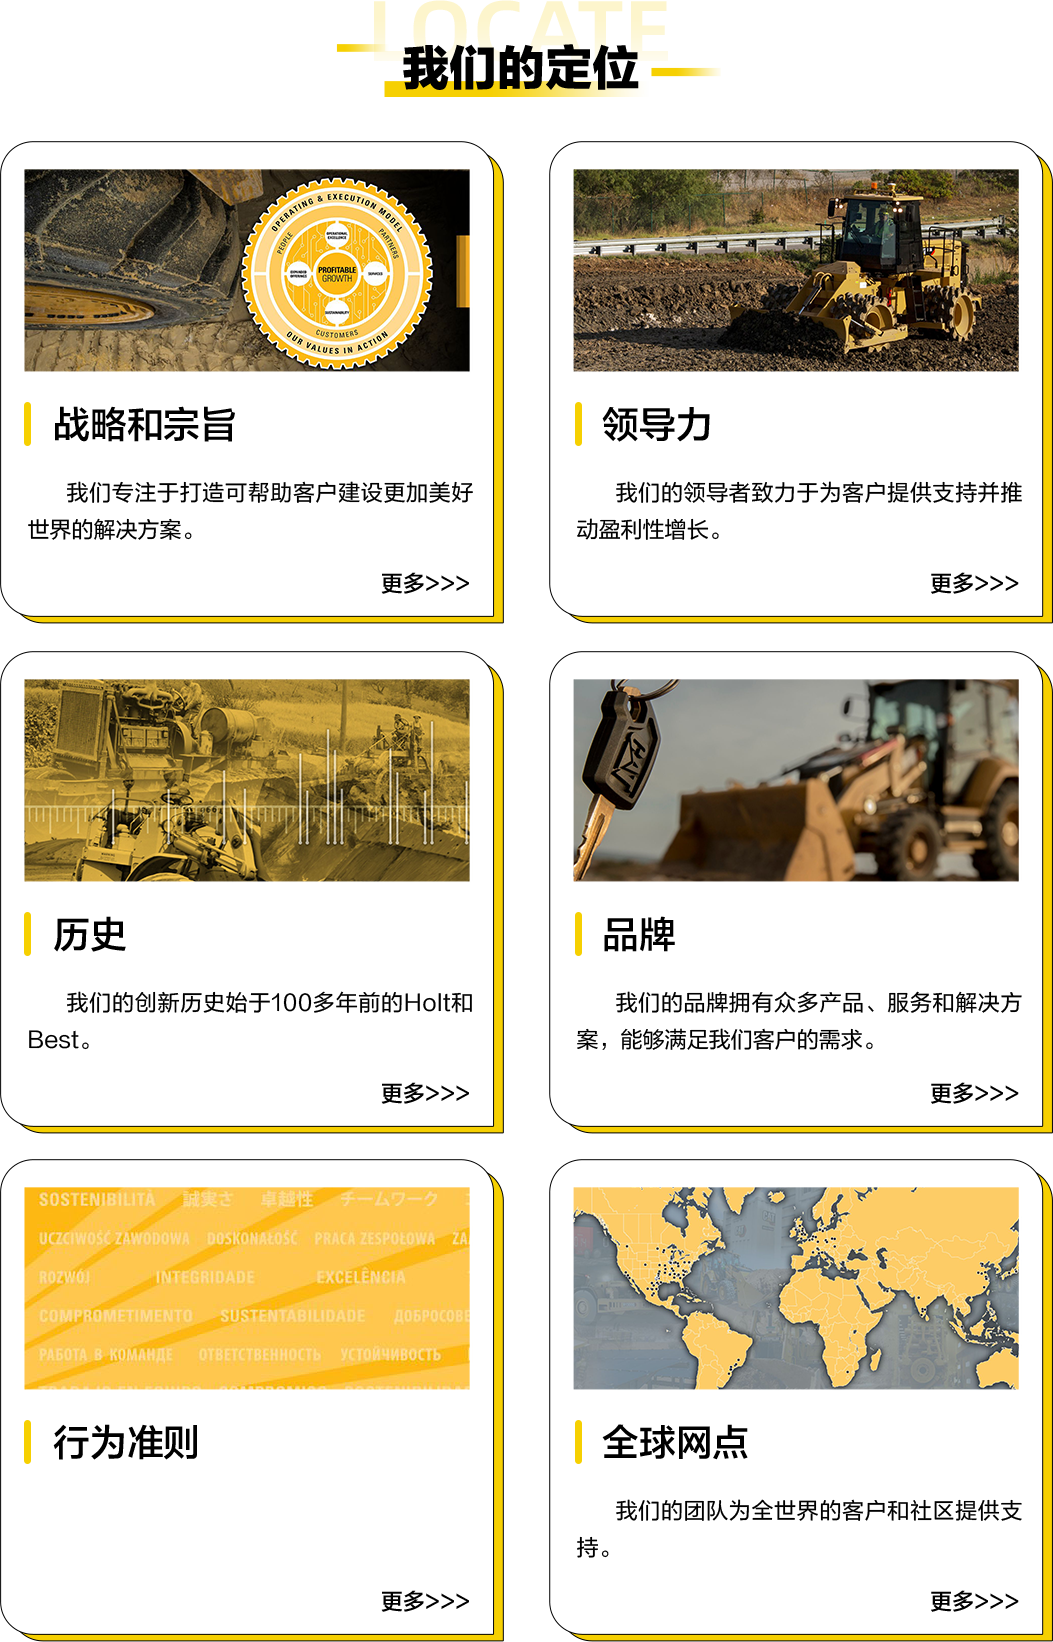 LOCATE
我们的定位
OPERATING & EXECUTION MODEL
PEOPLE
PARTNERS
OPERATIONAL EXCELLENCE
PROFITABLE
GROWTH
SERVICES
SUSTAINABILITY
CUSTOMERS
OUR VALUES IN ACTION
战略和宗旨
我们专注于打造可帮助客户建设更加美好
世界的解决方案。
更多>>>
领导力
我们的领导者致力于为客户提供支持并推
动盈利性增长。
更多>>>
历史
我们的创新历史始于100多年前的Holt和
Best。
更多>>>
品牌
我们的品牌拥有众多产品、服务和解决方
案，能够满足我们客户的需求。
更多>>>
SOSTENIBILITÀ 誠実さ 卓越性 チームワーク
UCZCIWOŚĆ ZAWODOWA DOSKONAŁOŚĆ PRACA ZESPOŁOWA ZA
ROZWÓJ INTEGRIDADE EXCELÊNCIA
COMPROMETIMENTO SUSTENTABILIDADE ДОБРОСОВЕ
РАБОТА В КОМАНДЕ ОТВЕТСТВЕННОСТЬ УСТОЙЧИВОСТЬ
行为准则
更多>>>
全球网点
我们的团队为全世界的客户和社区提供支
持。
更多>>>